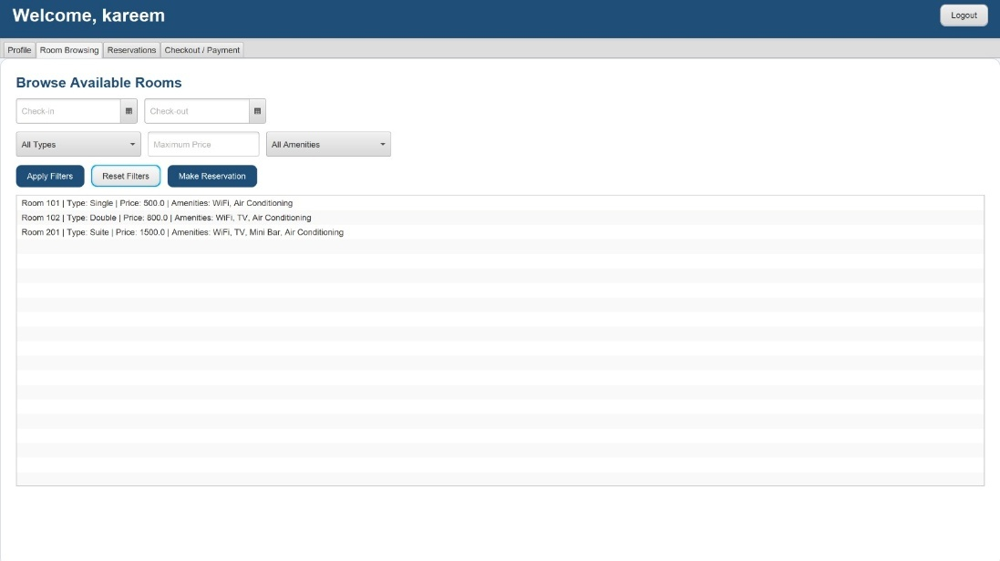 Welcome, kareem
Logout
Profile
Room Browsing
Reservations
Checkout / Payment
Browse Available Rooms
Check-in
Check-out
All Types
Maximum Price
All Amenities
Apply Filters
Reset Filters
Make Reservation
Room 101 | Type: Single | Price: 500.0 | Amenities: WiFi, Air Conditioning
Room 102 | Type: Double | Price: 800.0 | Amenities: WiFi, TV, Air Conditioning
Room 201 | Type: Suite | Price: 1500.0 | Amenities: WiFi, TV, Mini Bar, Air Conditioning